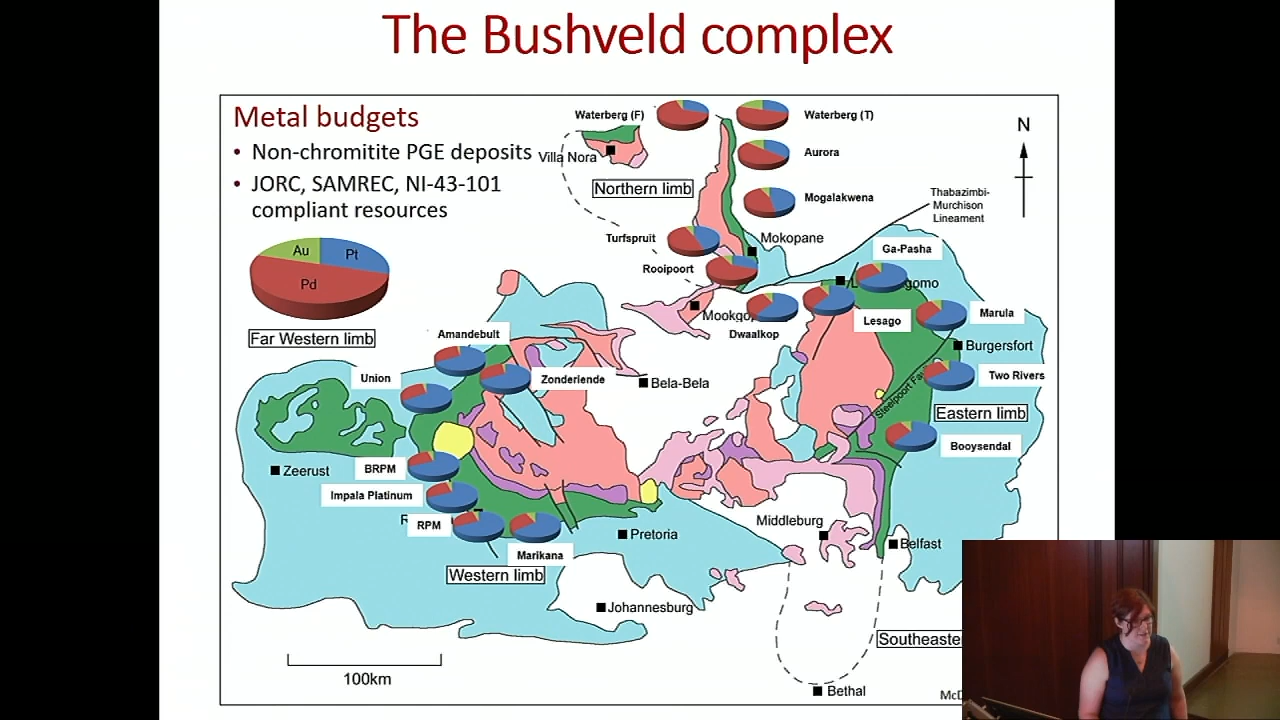 The Bushveld complex
Metal budgets
• Non-chromitite PGE deposits
• JORC, SAMREC, NI-43-101
compliant resources
Au
Pt
Pd
Far Western limb
Waterberg (F)
Waterberg (T)
Villa Nora
Aurora
Northern limb
Mogalakwena
N
Thabazimbi-
Murchison
Lineament
Turfspruit
Mokopane
Rooipoort
Ga-Pasha
Mookgop
Dwaalkop
Lesago
Marula
Burgersfort
Amandebult
Union
Zonderiende
Bela-Bela
Two Rivers
Steelpoort
Eastern limb
Booysendal
Zeerust
BRPM
Impala Platinum
RPM
Marikana
Western limb
Pretoria
Middleburg
Belfast
Johannesburg
Southeaste
100km
Bethal